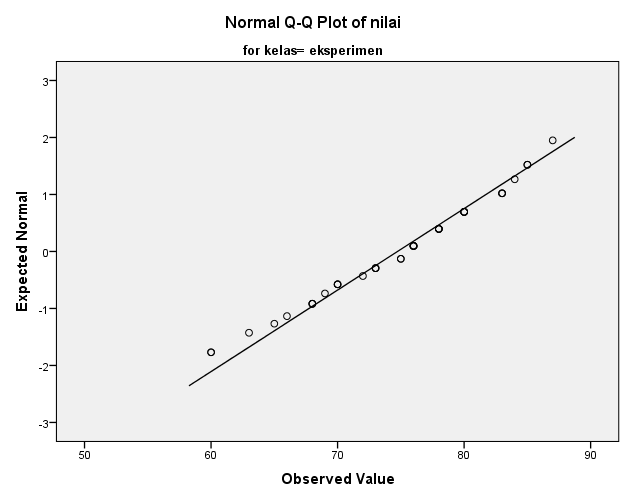 Normal Q-Q Plot of nilai
for kelas= eksperimen
Expected Normal
3
2
1
0
-1
-2
-3
50 60 70 80 90
Observed Value